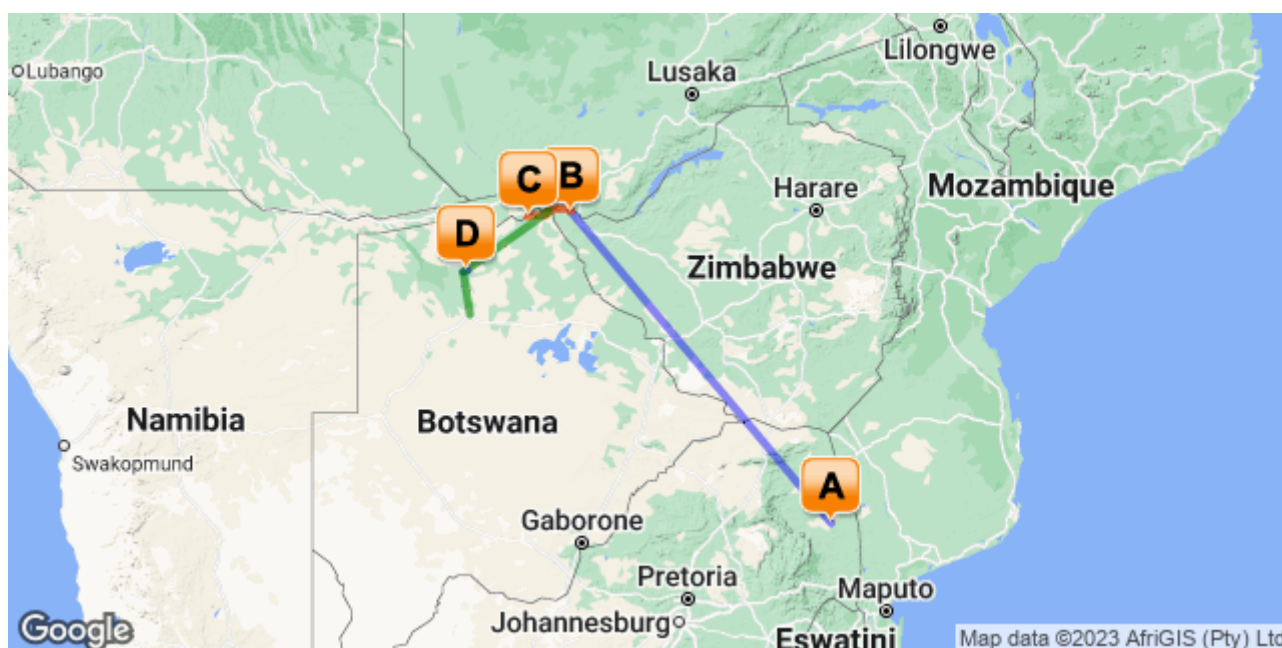 Lilongwe
Lubango
Lusaka
C
B
Harare
Mozambique
D
Zimbabwe
Namibia
Botswana
Swakopmund
A
Gaborone
Pretoria
Maputo
Johannesburg
Eswatini
Google
Map data ©2023 AfriGIS (Pty) Ltd